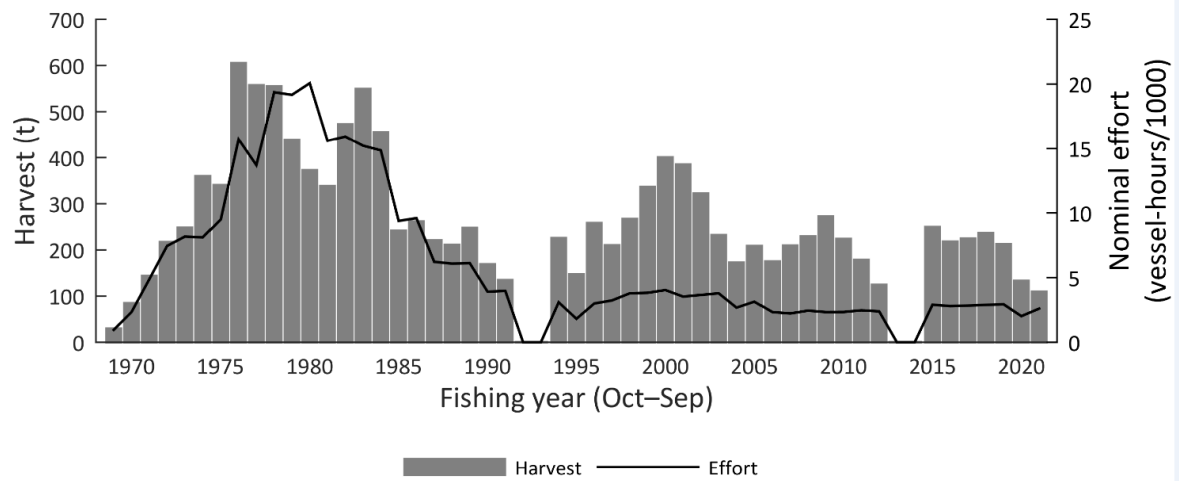 700
600
500
400
300
200
100
0
Harvest (t)
25
20
15
10
5
0
Nominal effort
(vessel-hours/1000)
1970 1975 1980 1985 1990 1995 2000 2005 2010 2015 2020
Fishing year (Oct–Sep)
Harvest Effort